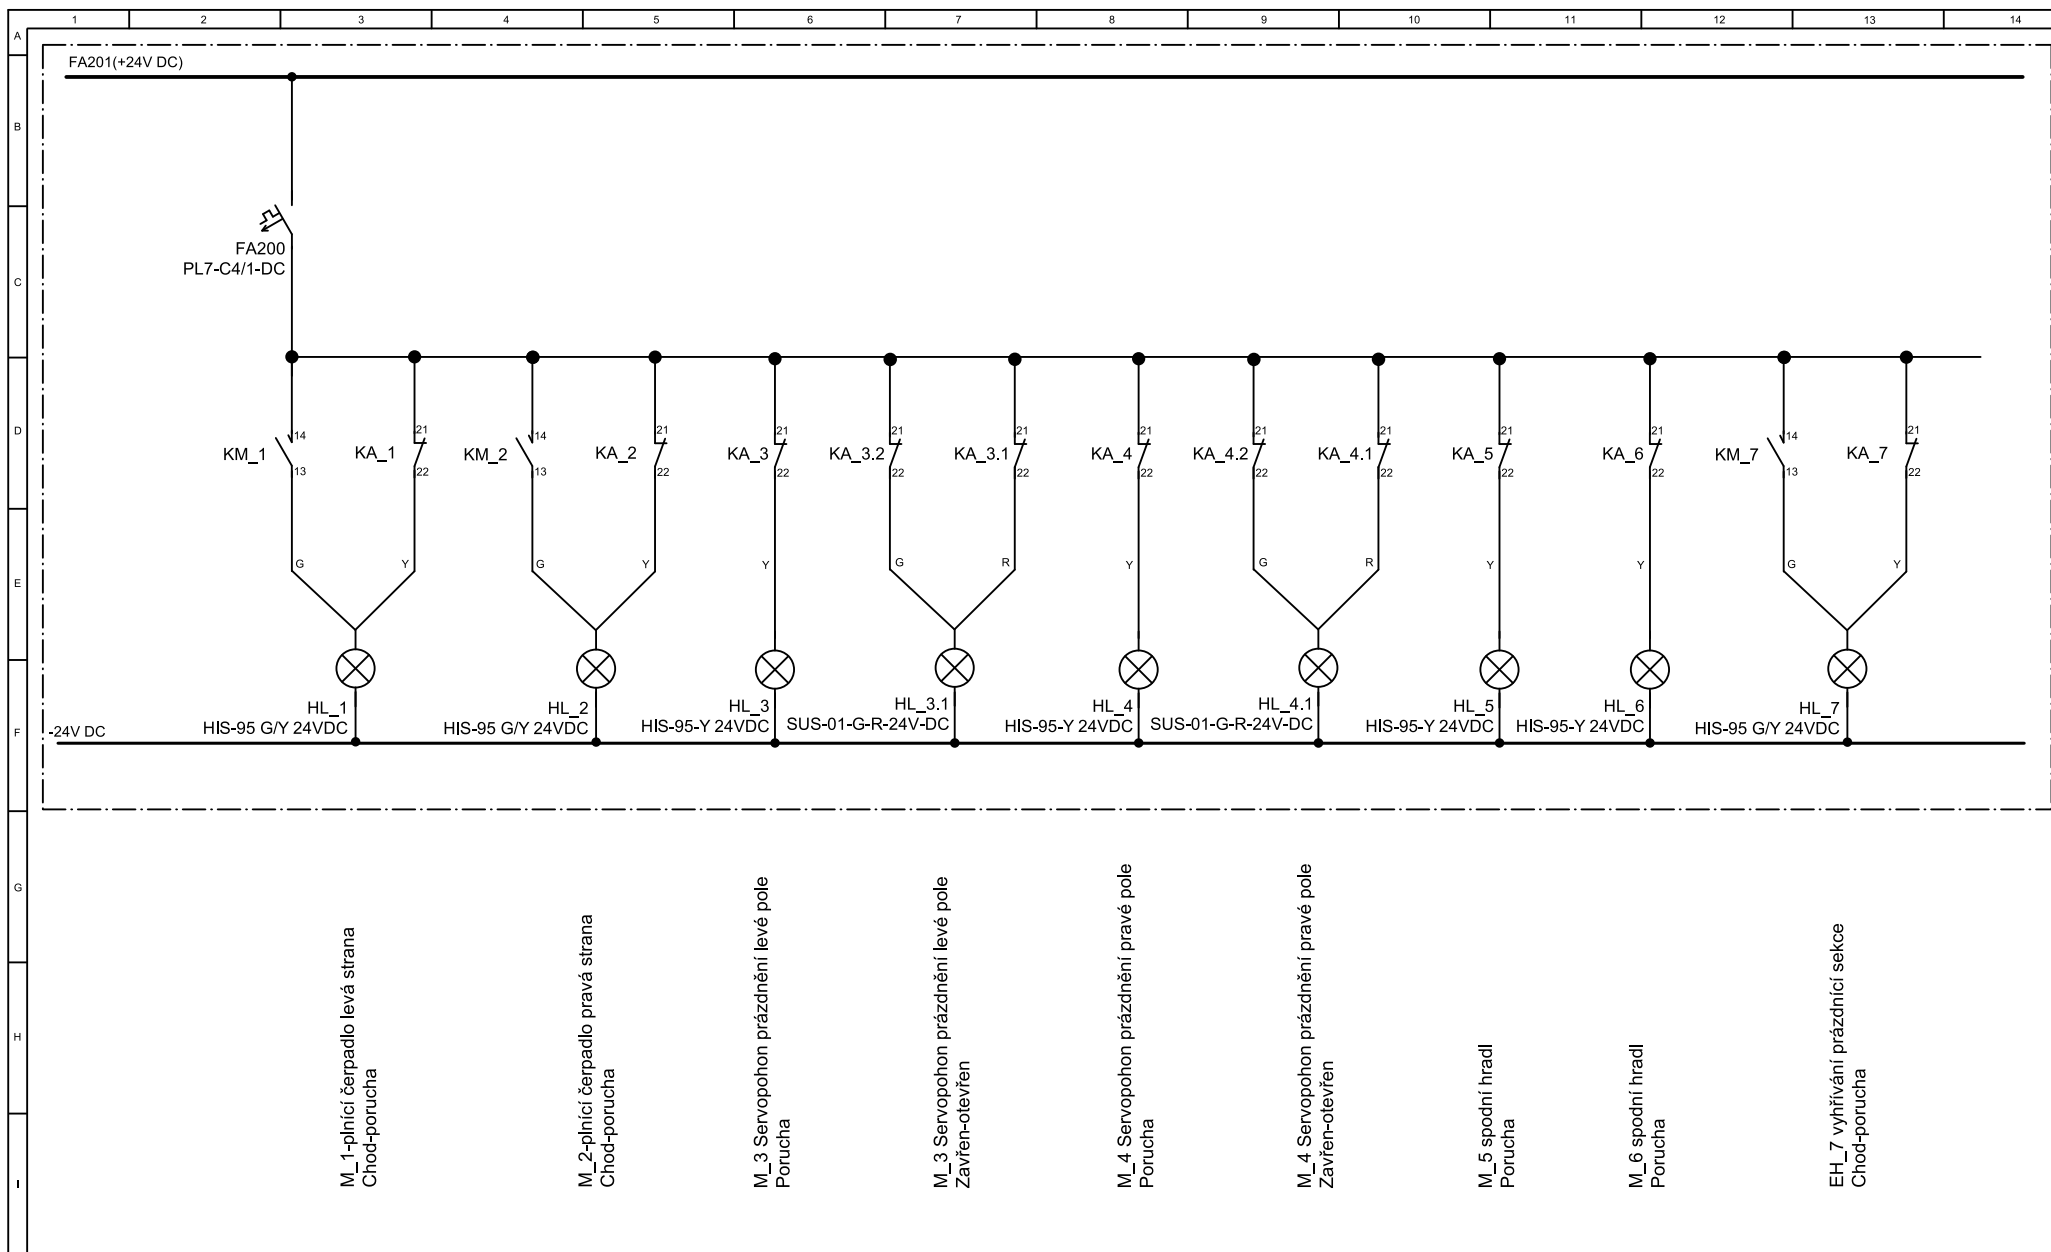 1 2 3 4 5 6 7 8 9 10 11 12 13 14
A
FA201(+24V DC)
B
FA200
PL7-C4/1-DC
C
D
14 21 14 21 21 21 21 21 21 21 21 21 14 21
KM_1 KA_1 KM_2 KA_2 KA_3 KA_3.2 KA_3.1 KA_4 KA_4.2 KA_4.1 KA_5 KA_6 KM_7 KA_7
13 22 13 22 22 22 22 22 22 22 22 22 13 22
G Y G Y Y G R Y G R Y Y G Y
E
HL_1 HL_2 HL_3 HL_3.1 HL_4 HL_4.1 HL_5 HL_6 HL_7
HIS-95 G/Y 24VDC HIS-95 G/Y 24VDC HIS-95-Y 24VDC SUS-01-G-R-24V-DC HIS-95-Y 24VDC SUS-01-G-R-24V-DC HIS-95-Y 24VDC HIS-95-Y 24VDC HIS-95 G/Y 24VDC
F
-24V DC
G
H
I
M_1-plnící čerpadlo levá strana
Chod-porucha
M_2-plnící čerpadlo pravá strana
Chod-porucha
M_3 Servopohon prázdnění levé pole
Porucha
M_3 Servopohon prázdnění levé pole
Zavřen-otevřen
M_4 Servopohon prázdnění pravé pole
Porucha
M_4 Servopohon prázdnění pravé pole
Zavřen-otevřen
M_5 spodní hradl
Porucha
M_6 spodní hradl
Porucha
EH_7 vyhřívání prázdnící sekce
Chod-porucha